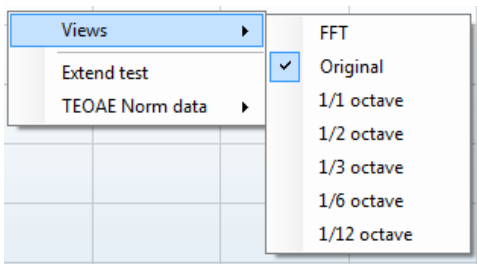 Views
Extend test
TEOAE Norm data
FFT
Original
1/1 octave
1/2 octave
1/3 octave
1/6 octave
1/12 octave